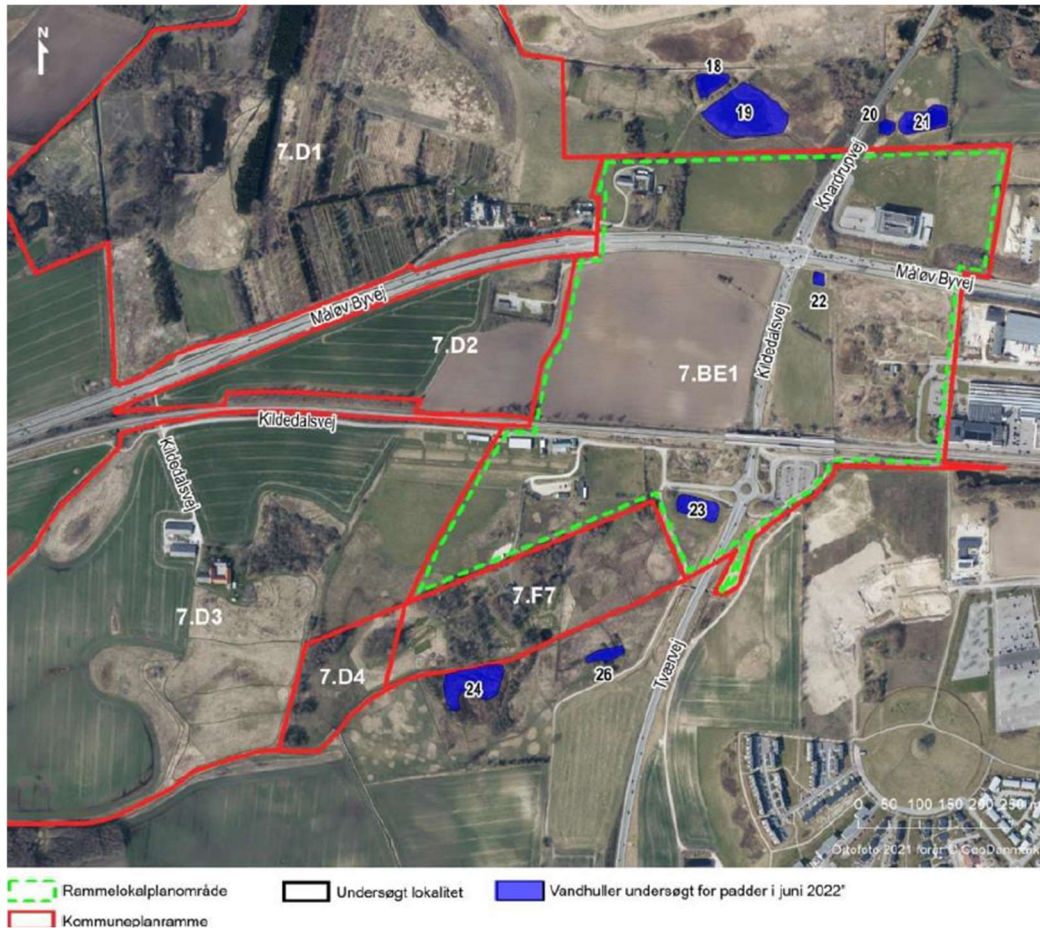 N
18
19
20
21
7.D1
Knardrupvej
Måløv Byvej
Måløv Byvej
22
7.D2
7.BE1
Kildedalsvej
Kildedalsvej
Kildedalsvej
23
7.F7
7.D3
7.D4
24
26
Tværvej
0 50 100 150 200 250 m
Ortofoto 2021 forår © GeoDanmark
Rammelokalplanområde
Undersøgt lokalitet
Vandhuller undersøgt for padder i juni 2022"
Kommuneplanramme